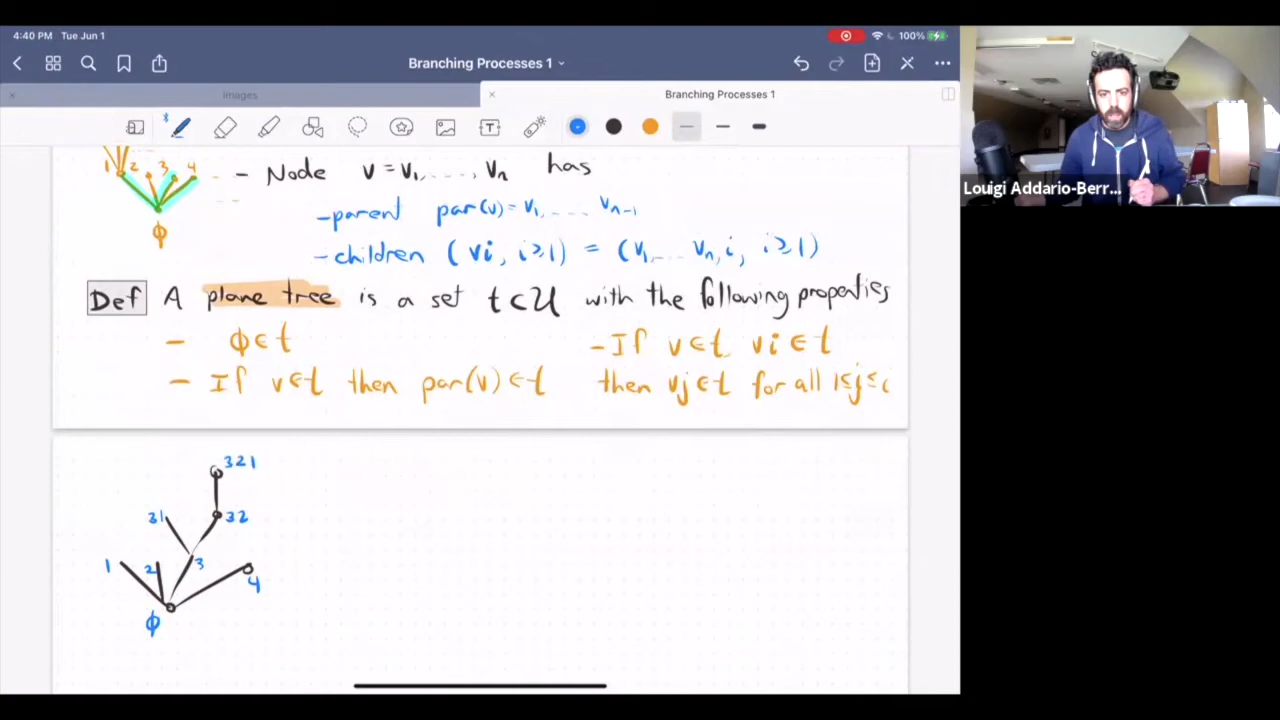 4:40 PM Tue Jun 1
100%
Branching Processes 1
Images
Branching Processes 1
T
1 2 3 4
ϕ
- Node v = v₁, ...., vₙ has
- parent par(v) = v₁, .... vₙ₋₁
- children (vi, i≥1) = (v₁, ... vₙ, i, i≥1)
Def A plane tree is a set t ⊂ U with the following properties
- ϕ ∈ t
- If v ∈ t then par(v) ∈ t
- If v ∈ t vi ∈ t
then vj ∈ t for all 1≤j≤i
321
31 32
1 2 3 4
ϕ
Louigi Addario-Berr...